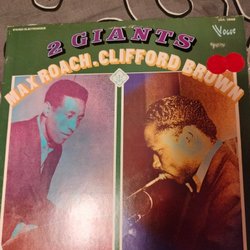 2 GIANTS
MAX ROACH. CLIFFORD BROWN
Vogue